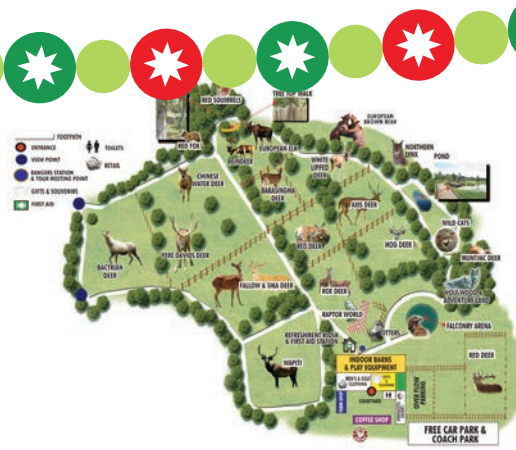 RED SQUIRRELS
TREE TOP WALK
EUROPEAN
BROWN BEAR
FOOTPATH
ENTRANCE
TOILETS
VIEW POINT
RETAIL
RANGERS STATION
& TOUR MEETING POINT
GIFTS & SOUVENIRS
FIRST AID
RED FOX
EUROPEAN ELK
REINDEER
WHITE
LIPPED
DEER
NORTHERN
LYNX
POND
CHINESE
WATER DEER
BARASINGHA
DEER
AXIS DEER
WILD CATS
HOG DEER
RED DEER
MUNTJAC DEER
PERE DAVIDS DEER
BACTRIAN
DEER
FALLOW & SIKA DEER
ROE DEER
WOODLAND &
ADVENTURE LAND
RAPTOR WORLD
OTTERS
FALCONRY ARENA
REFRESHMENT KIOSK
& FIRST AID STATION
WAPITI
INDOOR BARNS
& PLAY EQUIPMENT
RED DEER
OVER FLOW
PARKING
COFFEE SHOP
FREE CAR PARK &
COACH PARK